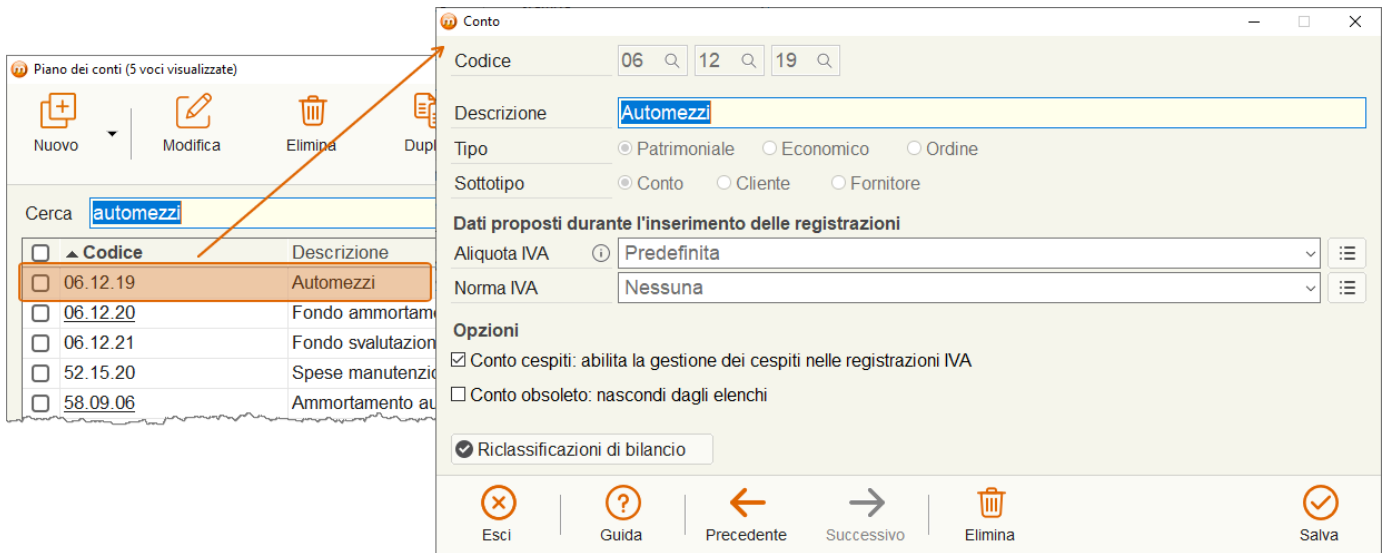 Piano dei conti (5 voci visualizzate)
Nuovo
Modifica
Elimina
Dupl
Cerca automezzi
Codice Descrizione
06.12.19 Automezzi
06.12.20 Fondo ammortam
06.12.21 Fondo svalutazion
52.15.20 Spese manutenzio
58.09.06 Ammortamento au
Conto
Codice 06 12 19
Descrizione Automezzi
Tipo Patrimoniale Economico Ordine
Sottotipo Conto Cliente Fornitore
Dati proposti durante l'inserimento delle registrazioni
Aliquota IVA Predefinita
Norma IVA Nessuna
Opzioni
Conto cespiti: abilita la gestione dei cespiti nelle registrazioni IVA
Conto obsoleto: nascondi dagli elenchi
Riclassificazioni di bilancio
Esci
Guida
Precedente
Successivo
Elimina
Salva